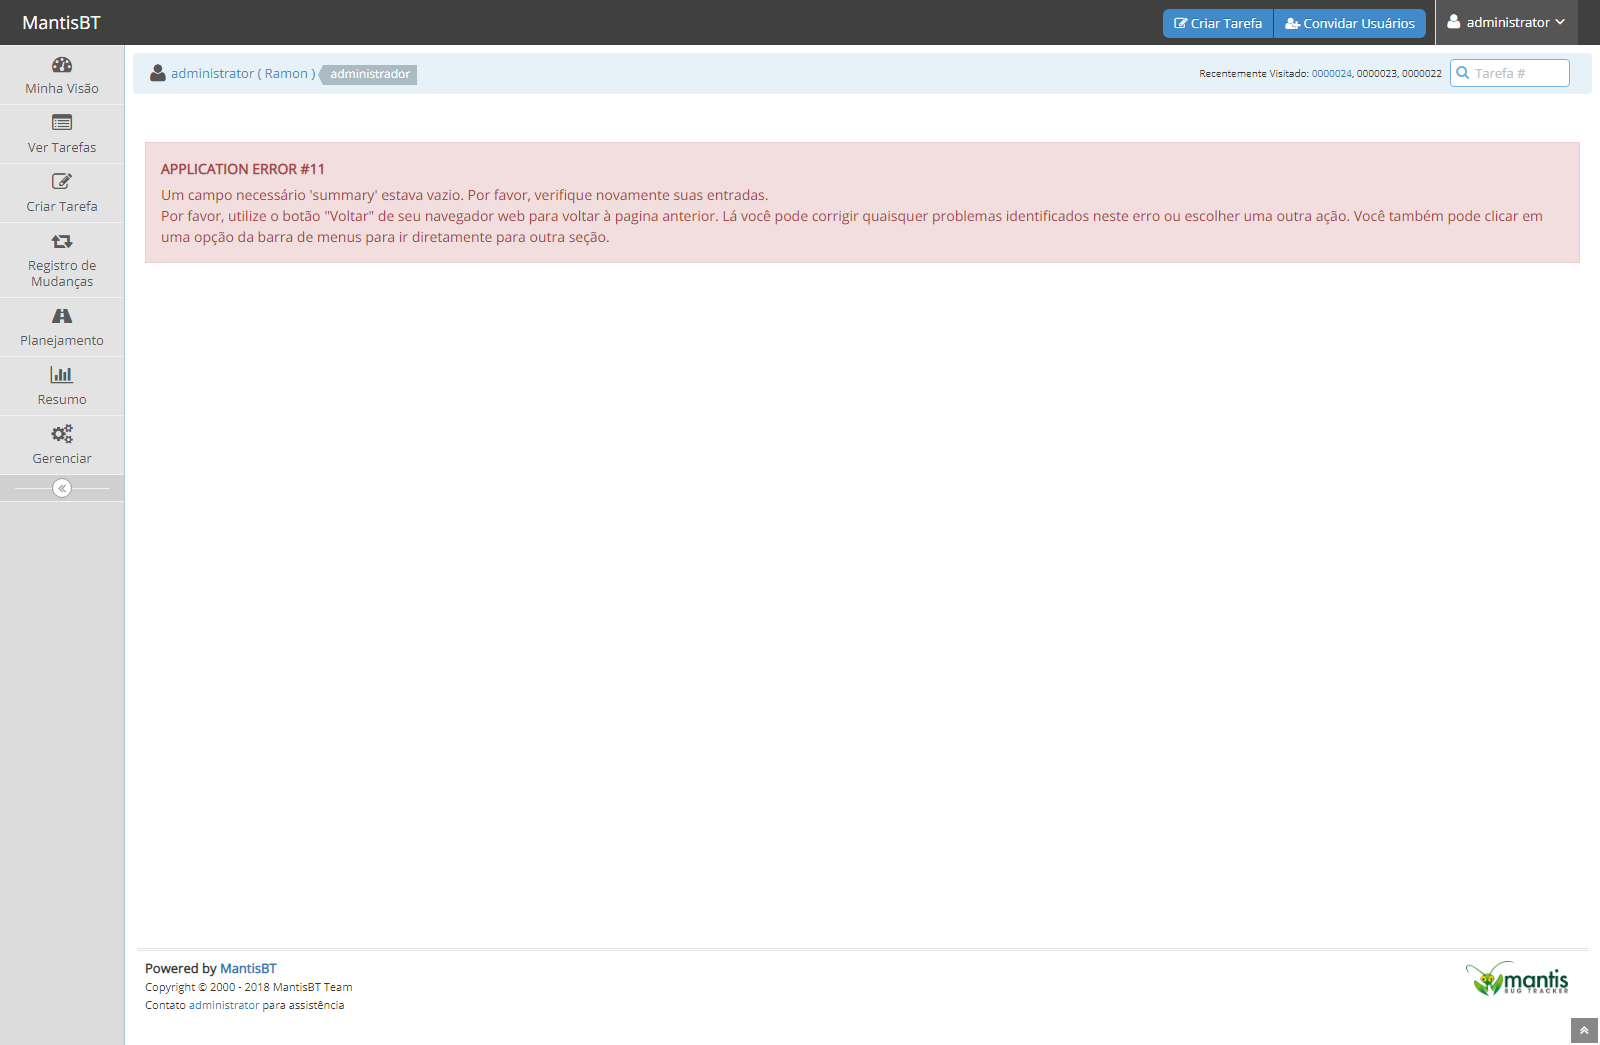 MantisBT
Criar Tarefa
Convidar Usuários
administrator
Minha Visão
Ver Tarefas
Criar Tarefa
Registro de
Mudanças
Planejamento
Resumo
Gerenciar
administrator ( Ramon ) administrador
Recentemente Visitado: 0000024, 0000023, 0000022
Tarefa #
APPLICATION ERROR #11
Um campo necessário 'summary' estava vazio. Por favor, verifique novamente suas entradas.
Por favor, utilize o botão "Voltar" de seu navegador web para voltar à pagina anterior. Lá você pode corrigir quaisquer problemas identificados neste erro ou escolher uma outra ação. Você também pode clicar em
uma opção da barra de menus para ir diretamente para outra seção.
Powered by MantisBT
Copyright © 2000 - 2018 MantisBT Team
Contato administrator para assistência
mantis
BUG TRACKER